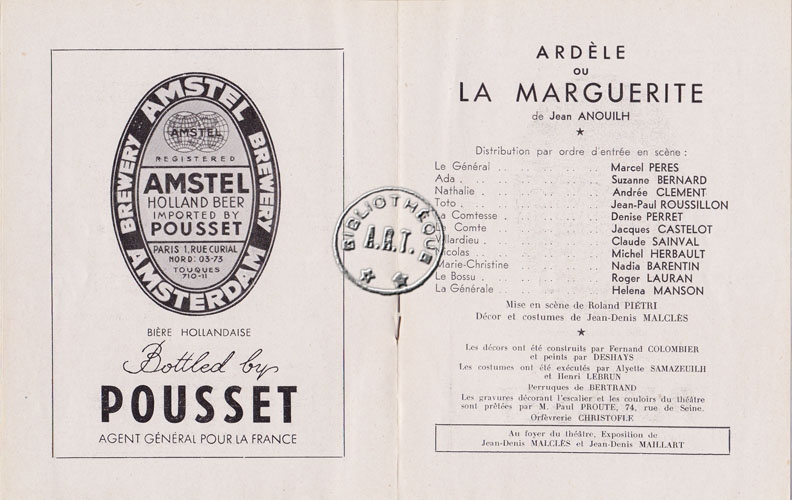 AMSTEL
BREWERY
BREWERY
AMSTERDAM
AMSTEL
REGISTERED
AMSTEL
HOLLAND BEER
IMPORTED BY
POUSSET
PARIS 1, RUE CURIAL
NORD: 03-73
TOUQUES
710-11
BIÈRE HOLLANDAISE
Bottled by
POUSSET
AGENT GÉNÉRAL POUR LA FRANCE
BIBLIOTHÈQUE
A.R.T.
ARDÈLE
OU
LA MARGUERITE
de Jean ANOUILH
Distribution par ordre d'entrée en scène :
Le Général . . . . . Marcel PERES
Ada . . . . . Suzanne BERNARD
Nathalie . . . . . Andrée CLEMENT
Toto . . . . . Jean-Paul ROUSSILLON
La Comtesse . . . . . Denise PERRET
Le Comte . . . . . Jacques CASTELOT
Villardieu . . . . . Claude SAINVAL
Nicolas . . . . . Michel HERBAULT
Marie-Christine . . . . . Nadia BARENTIN
Le Bossu . . . . . Roger LAURAN
La Générale . . . . . Helena MANSON
Mise en scène de Roland PIÉTRI
Décor et costumes de Jean-Denis MALCLÈS
Les décors ont été construits par Fernand COLOMBIER
et peints par DESHAYS
Les costumes ont été exécutés par Alyette SAMAZEUILH
et Henri LEBRUN
Perruques de BERTRAND
Les gravures décorant l'escalier et les couloirs du théâtre
sont prêtées par M. Paul PROUTE, 74, rue de Seine.
Orfèvrerie CHRISTOFLE
Au foyer du théâtre, Exposition de
Jean-Denis MALCLÈS et Jean-Denis MAILLART